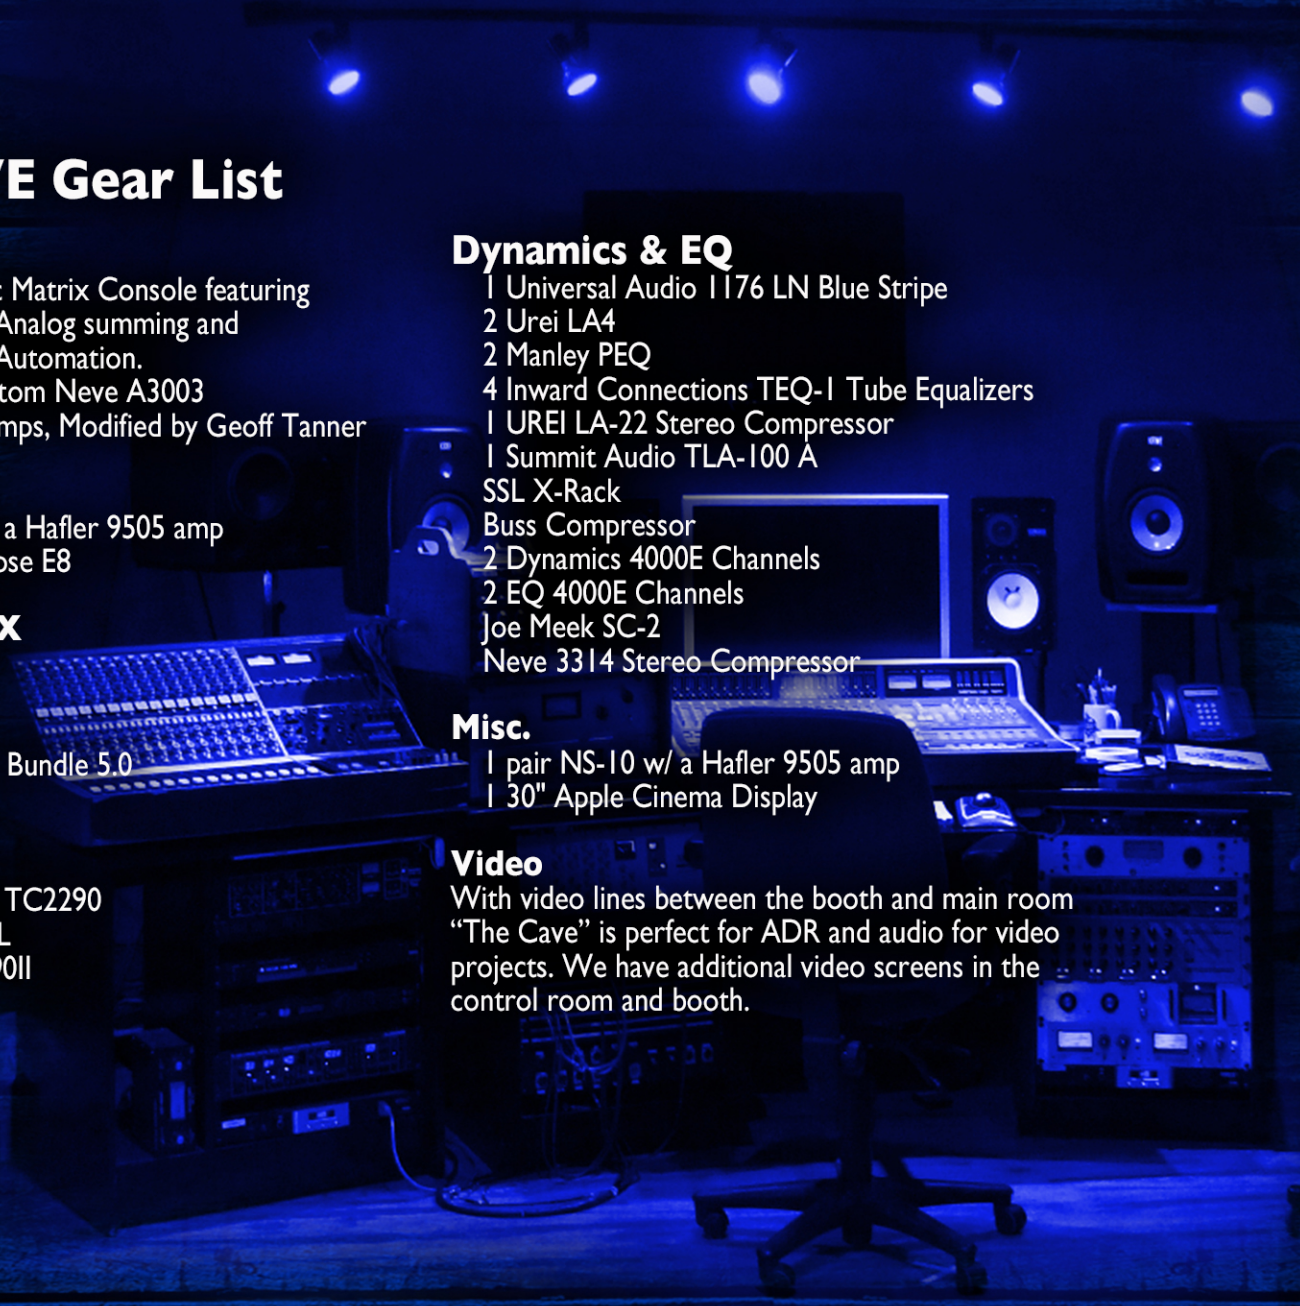 E Gear List
Matrix Console featuring
Analog summing and
Automation.
tom Neve A3003
mps, Modified by Geoff Tanner
a Hafler 9505 amp
ose E8
x
Bundle 5.0
TC2290
L
90II
Dynamics & EQ
1 Universal Audio 1176 LN Blue Stripe
2 Urei LA4
2 Manley PEQ
4 Inward Connections TEQ-1 Tube Equalizers
1 UREI LA-22 Stereo Compressor
1 Summit Audio TLA-100 A
SSL X-Rack
Buss Compressor
2 Dynamics 4000E Channels
2 EQ 4000E Channels
Joe Meek SC-2
Neve 3314 Stereo Compressor
Misc.
1 pair NS-10 w/ a Hafler 9505 amp
1 30" Apple Cinema Display
Video
With video lines between the booth and main room
“The Cave” is perfect for ADR and audio for video
projects. We have additional video screens in the
control room and booth.